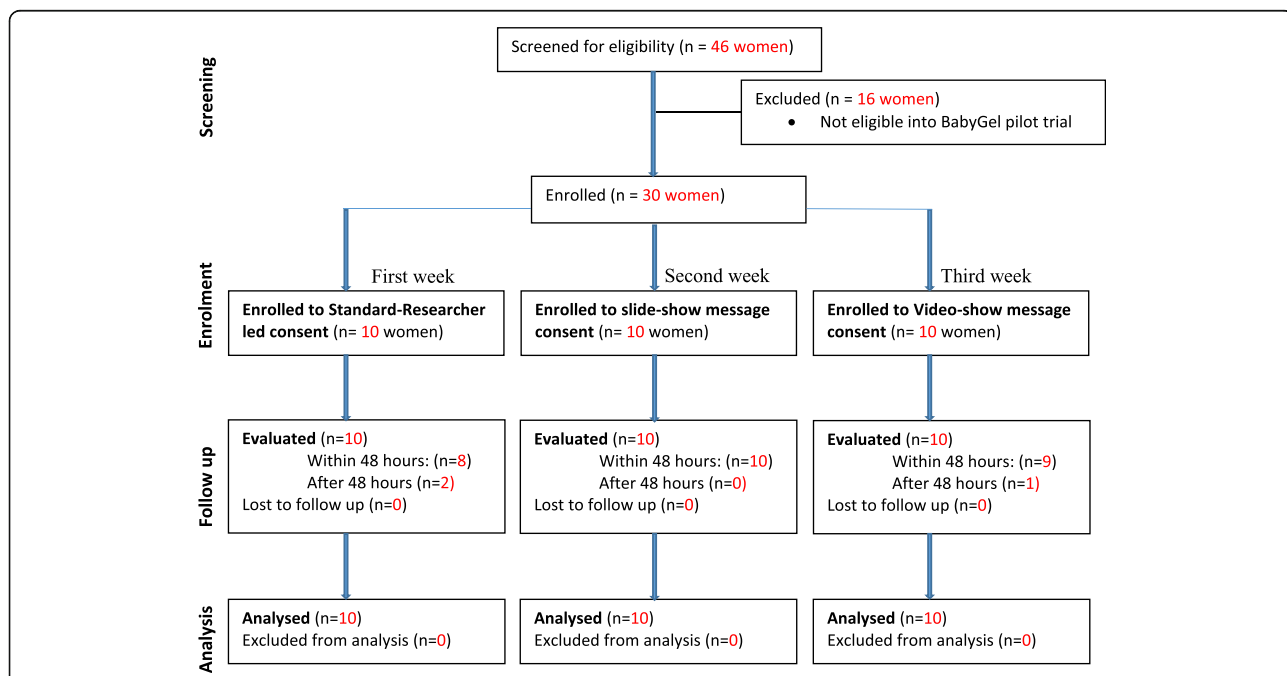 Screening
Screened for eligibility (n = 46 women)
Excluded (n = 16 women)
• Not eligible into BabyGel pilot trial
Enrolled (n = 30 women)
Enrolment
First week
Second week
Third week
Enrolled to Standard-Researcher
led consent (n= 10 women)
Enrolled to slide-show message
consent (n= 10 women)
Enrolled to Video-show message
consent (n= 10 women)
Follow up
Evaluated (n=10)
Within 48 hours: (n=8)
After 48 hours (n=2)
Lost to follow up (n=0)
Evaluated (n=10)
Within 48 hours: (n=10)
After 48 hours (n=0)
Lost to follow up (n=0)
Evaluated (n=10)
Within 48 hours: (n=9)
After 48 hours (n=1)
Lost to follow up (n=0)
Analysis
Analysed (n=10)
Excluded from analysis (n=0)
Analysed (n=10)
Excluded from analysis (n=0)
Analysed (n=10)
Excluded from analysis (n=0)